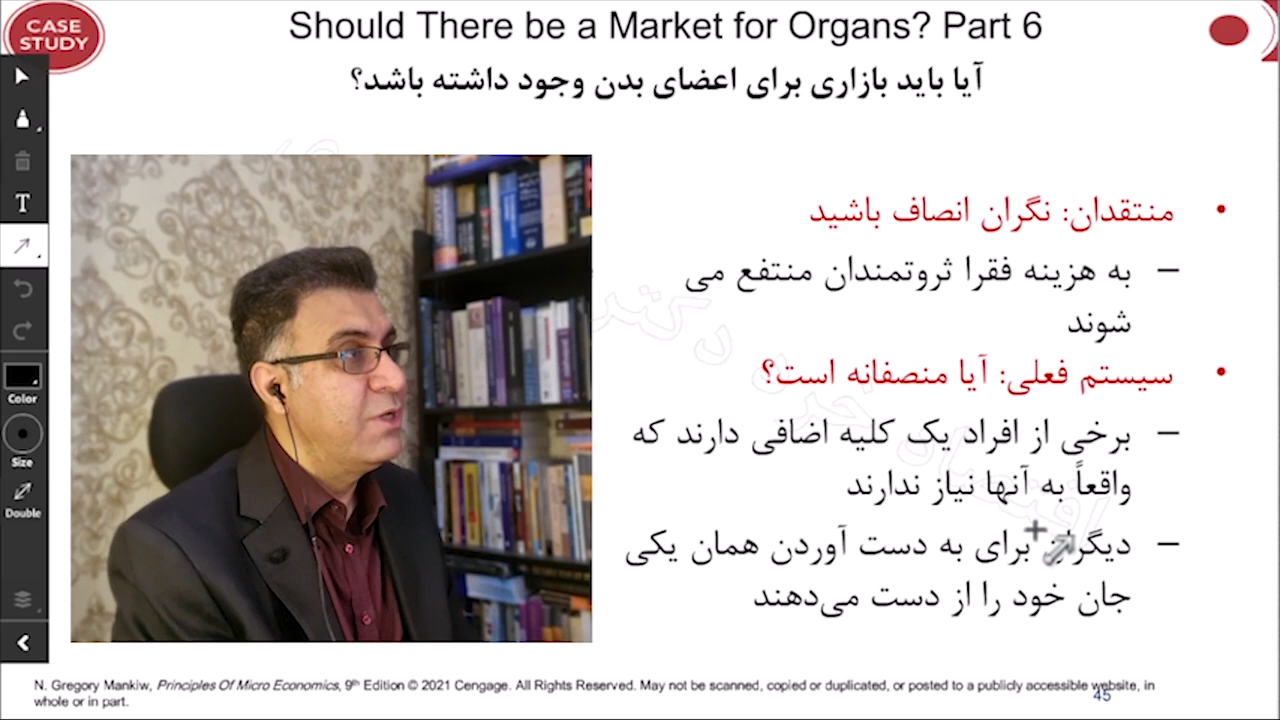 CASE
STUDY
Should There be a Market for Organs? Part 6
آیا باید بازاری برای اعضای بدن وجود داشته باشد؟
• منتقدان: نگران انصاف باشید
– به هزینه فقرا ثروتمندان منتفع می
شوند
• سیستم فعلی: آیا منصفانه است؟
– برخی از افراد یک کلیه اضافی دارند که
واقعاً به آنها نیاز ندارند
– دیگران برای به دست آوردن همان یکی
جان خود را از دست می‌دهند
T
Color
Size
Double
N. Gregory Mankiw, Principles Of Micro Economics, 9th Edition © 2021 Cengage. All Rights Reserved. May not be scanned, copied or duplicated, or posted to a publicly accessible website, in
whole or in part.
45